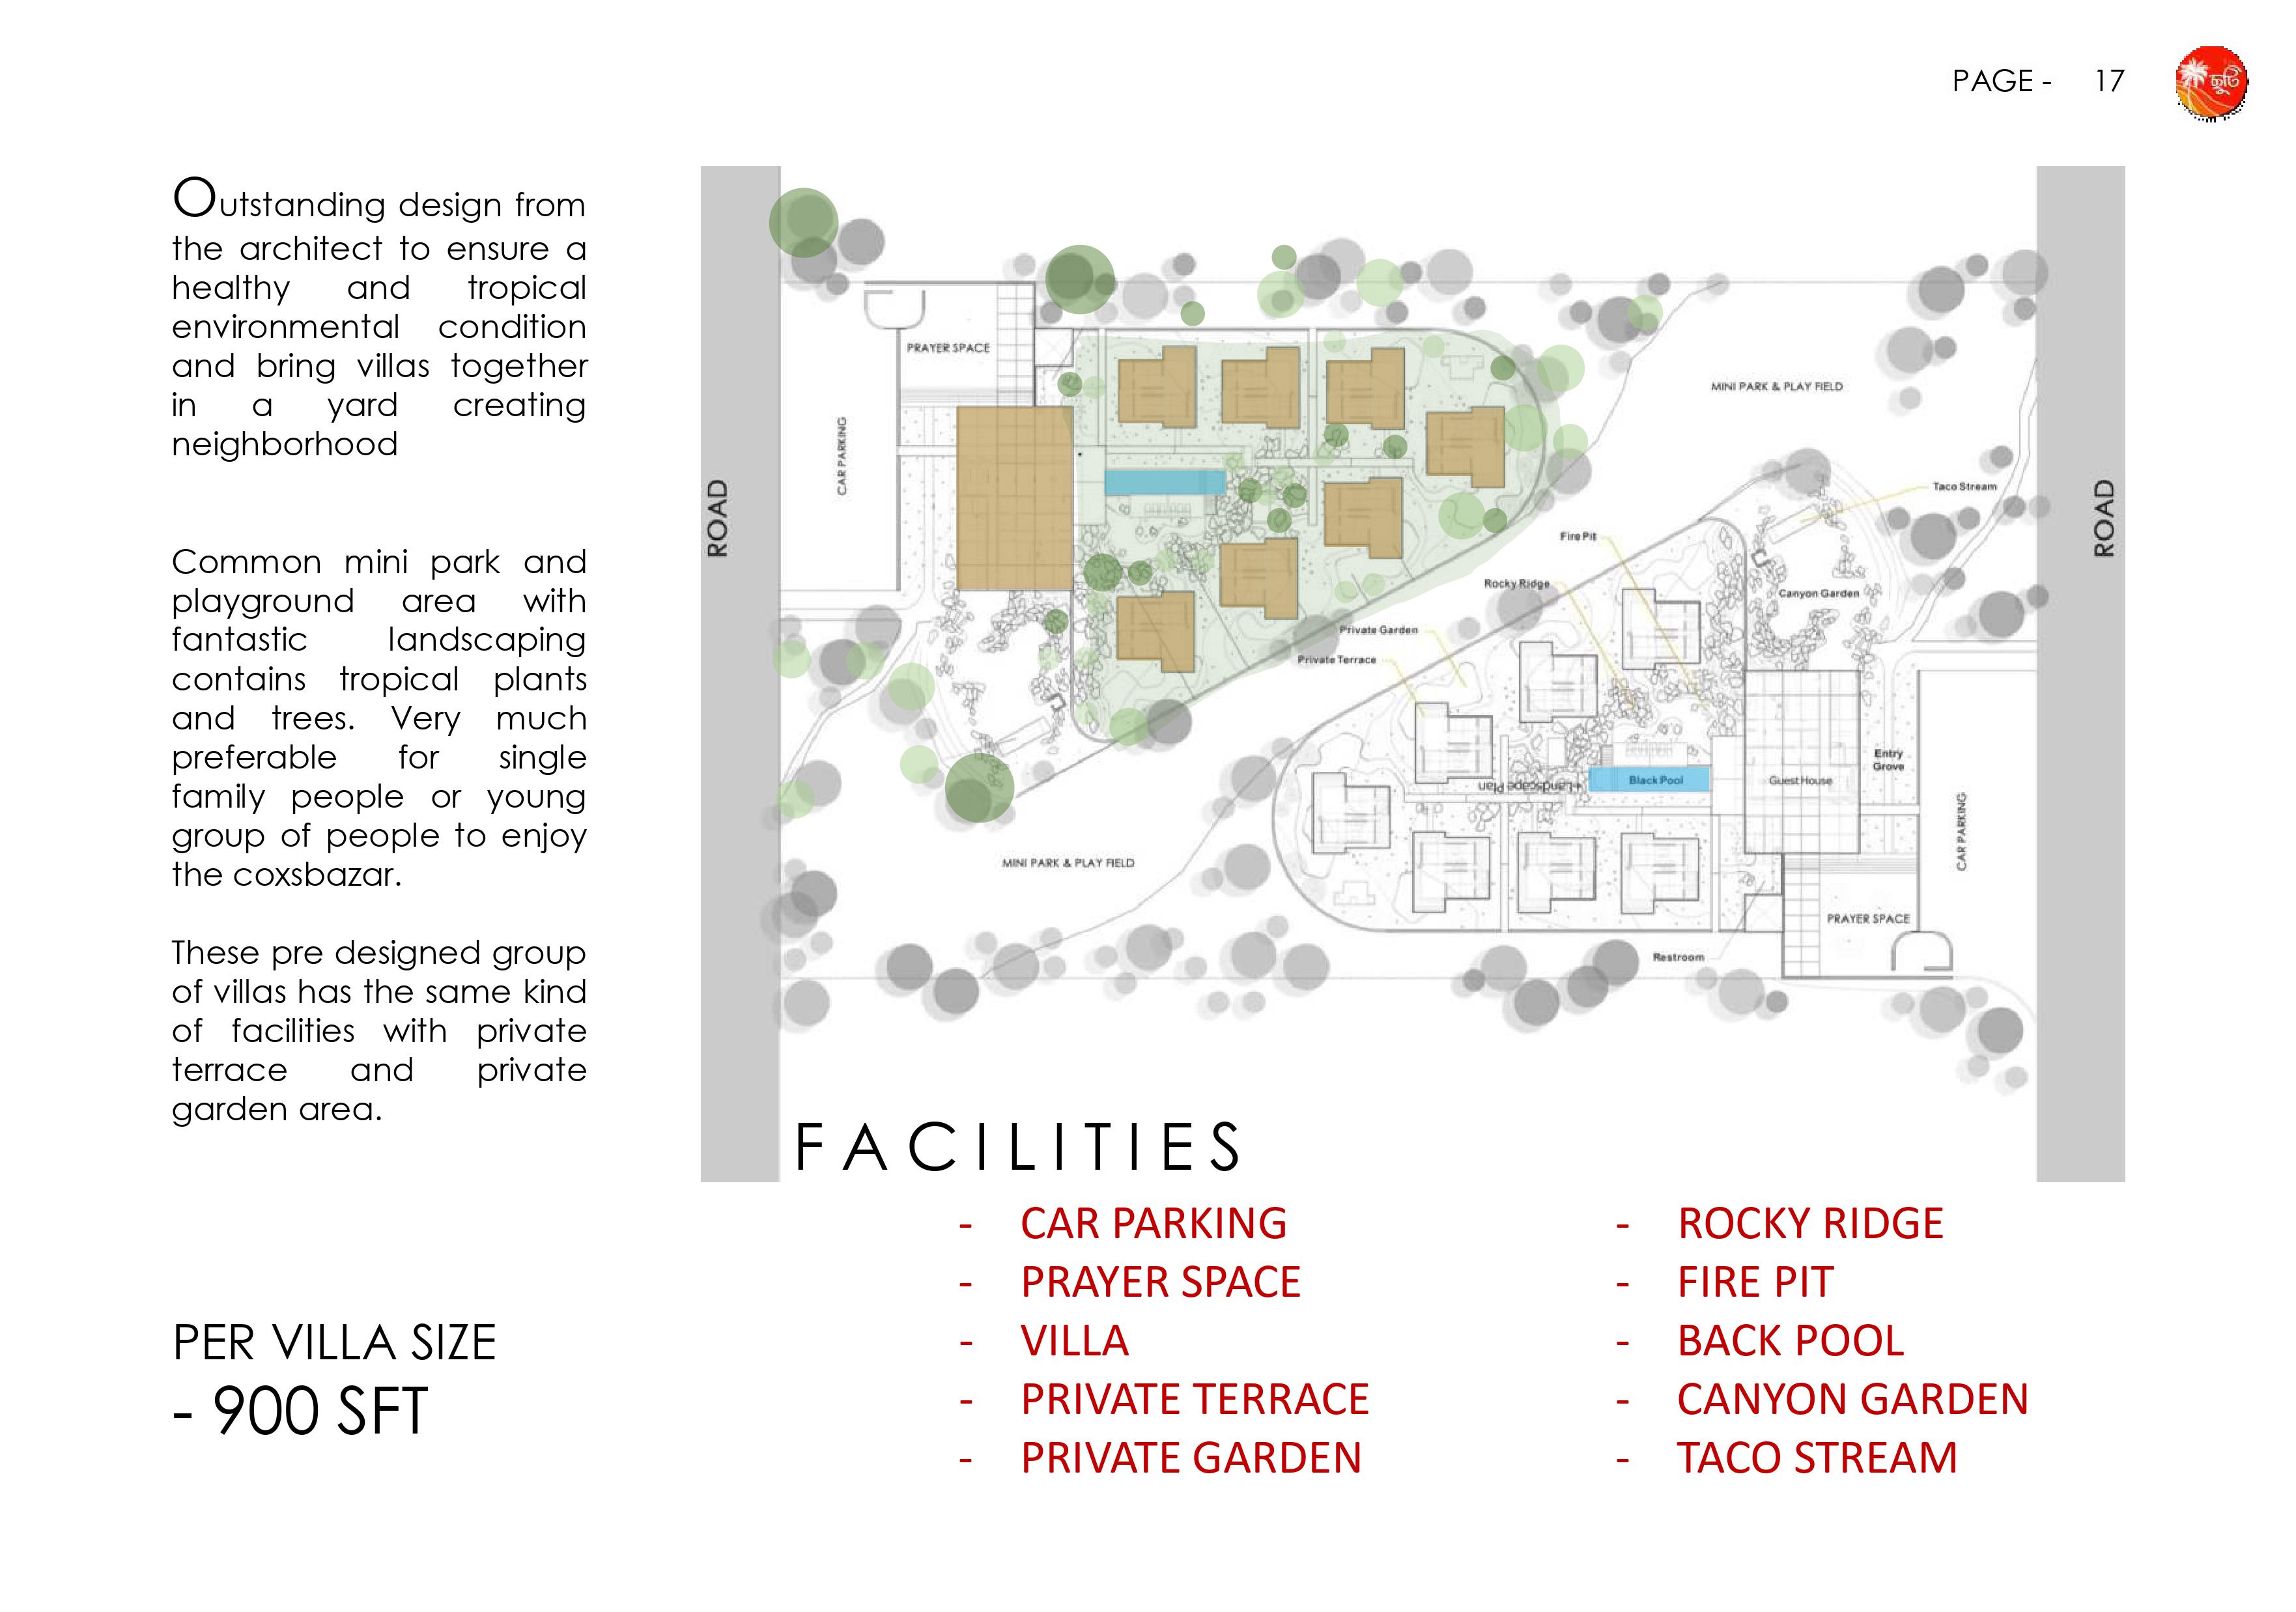 PAGE - 17
ছুটি
Outstanding design from
the architect to ensure a
healthy and tropical
environmental condition
and bring villas together
in a yard creating
neighborhood
Common mini park and
playground area with
fantastic landscaping
contains tropical plants
and trees. Very much
preferable for single
family people or young
group of people to enjoy
the coxsbazar.
These pre designed group
of villas has the same kind
of facilities with private
terrace and private
garden area.
PER VILLA SIZE
- 900 SFT
ROAD
PRAYER SPACE
CAR PARKING
MINI PARK & PLAY FIELD
Taco Stream
ROAD
Fire Pit
Rocky Ridge
Canyon Garden
Private Garden
Private Terrace
Entry
Grove
Landscape Plan
Black Pool
Guest House
CAR PARKING
MINI PARK & PLAY FIELD
PRAYER SPACE
Restroom
FACILITIES
- CAR PARKING
- PRAYER SPACE
- VILLA
- PRIVATE TERRACE
- PRIVATE GARDEN
- ROCKY RIDGE
- FIRE PIT
- BACK POOL
- CANYON GARDEN
- TACO STREAM